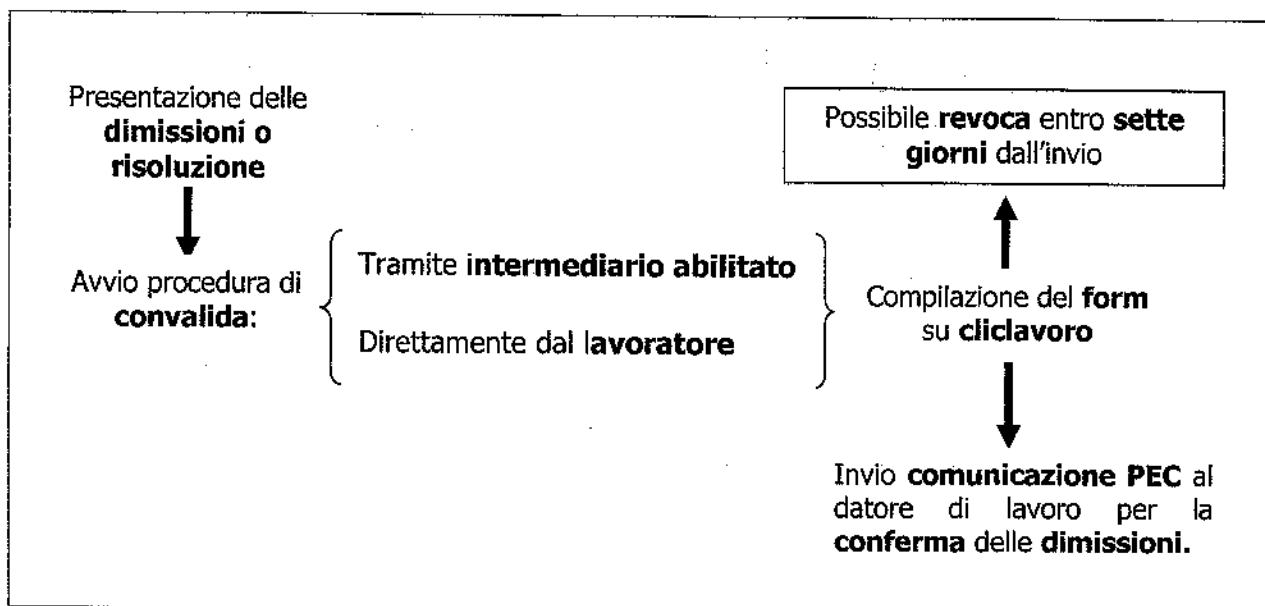 Presentazione delle
dimissioni o
risoluzione
Avvio procedura di
convalida:
Tramite intermediario abilitato
Direttamente dal lavoratore
Possibile revoca entro sette
giorni dall'invio
Compilazione del form
su cliclavoro
Invio comunicazione PEC al
datore di lavoro per la
conferma delle dimissioni.